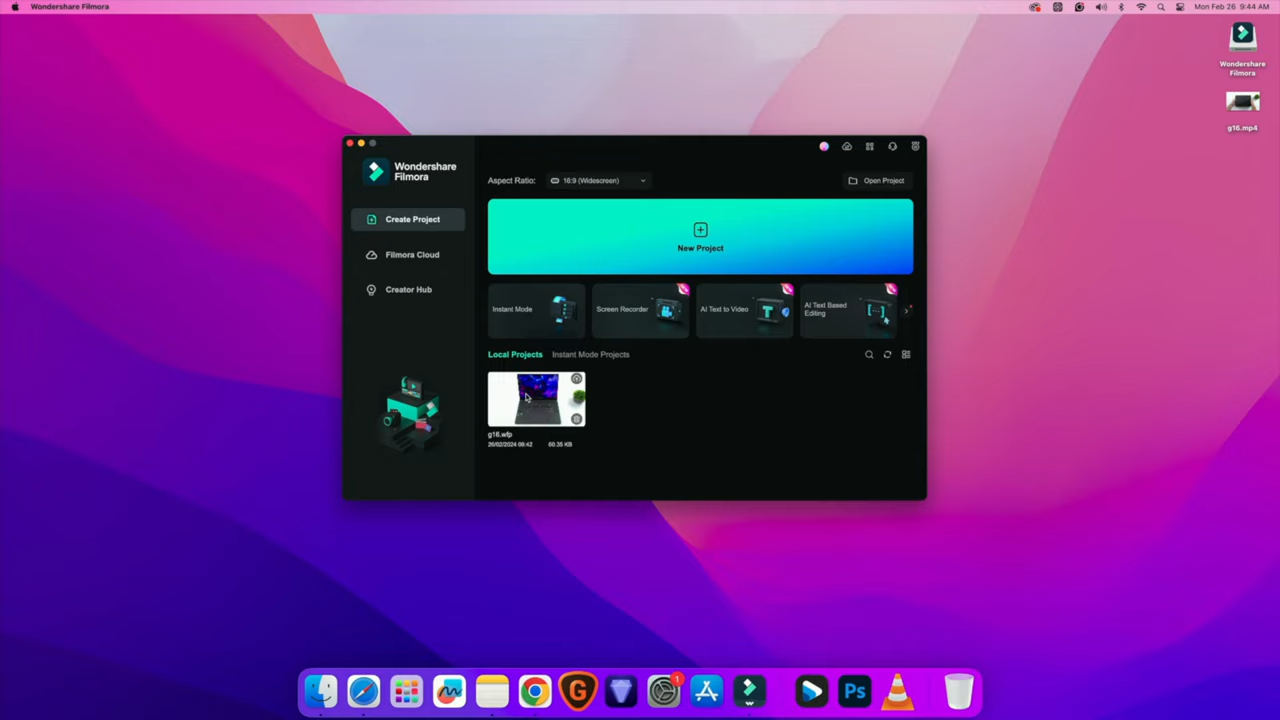 Wondershare Filmora
Mon Feb 26 9:44 AM
Wondershare
Filmora
g16.mp4
Wondershare
Filmora
Aspect Ratio:
16:9 (Widescreen)
Open Project
Create Project
Filmora Cloud
Creator Hub
New Project
Instant Mode
Screen Recorder
AI Text to Video
AI Text Based
Editing
Local Projects
Instant Mode Projects
g16.wfp
26/02/2024 09:42
60.35 KB
1
Ps